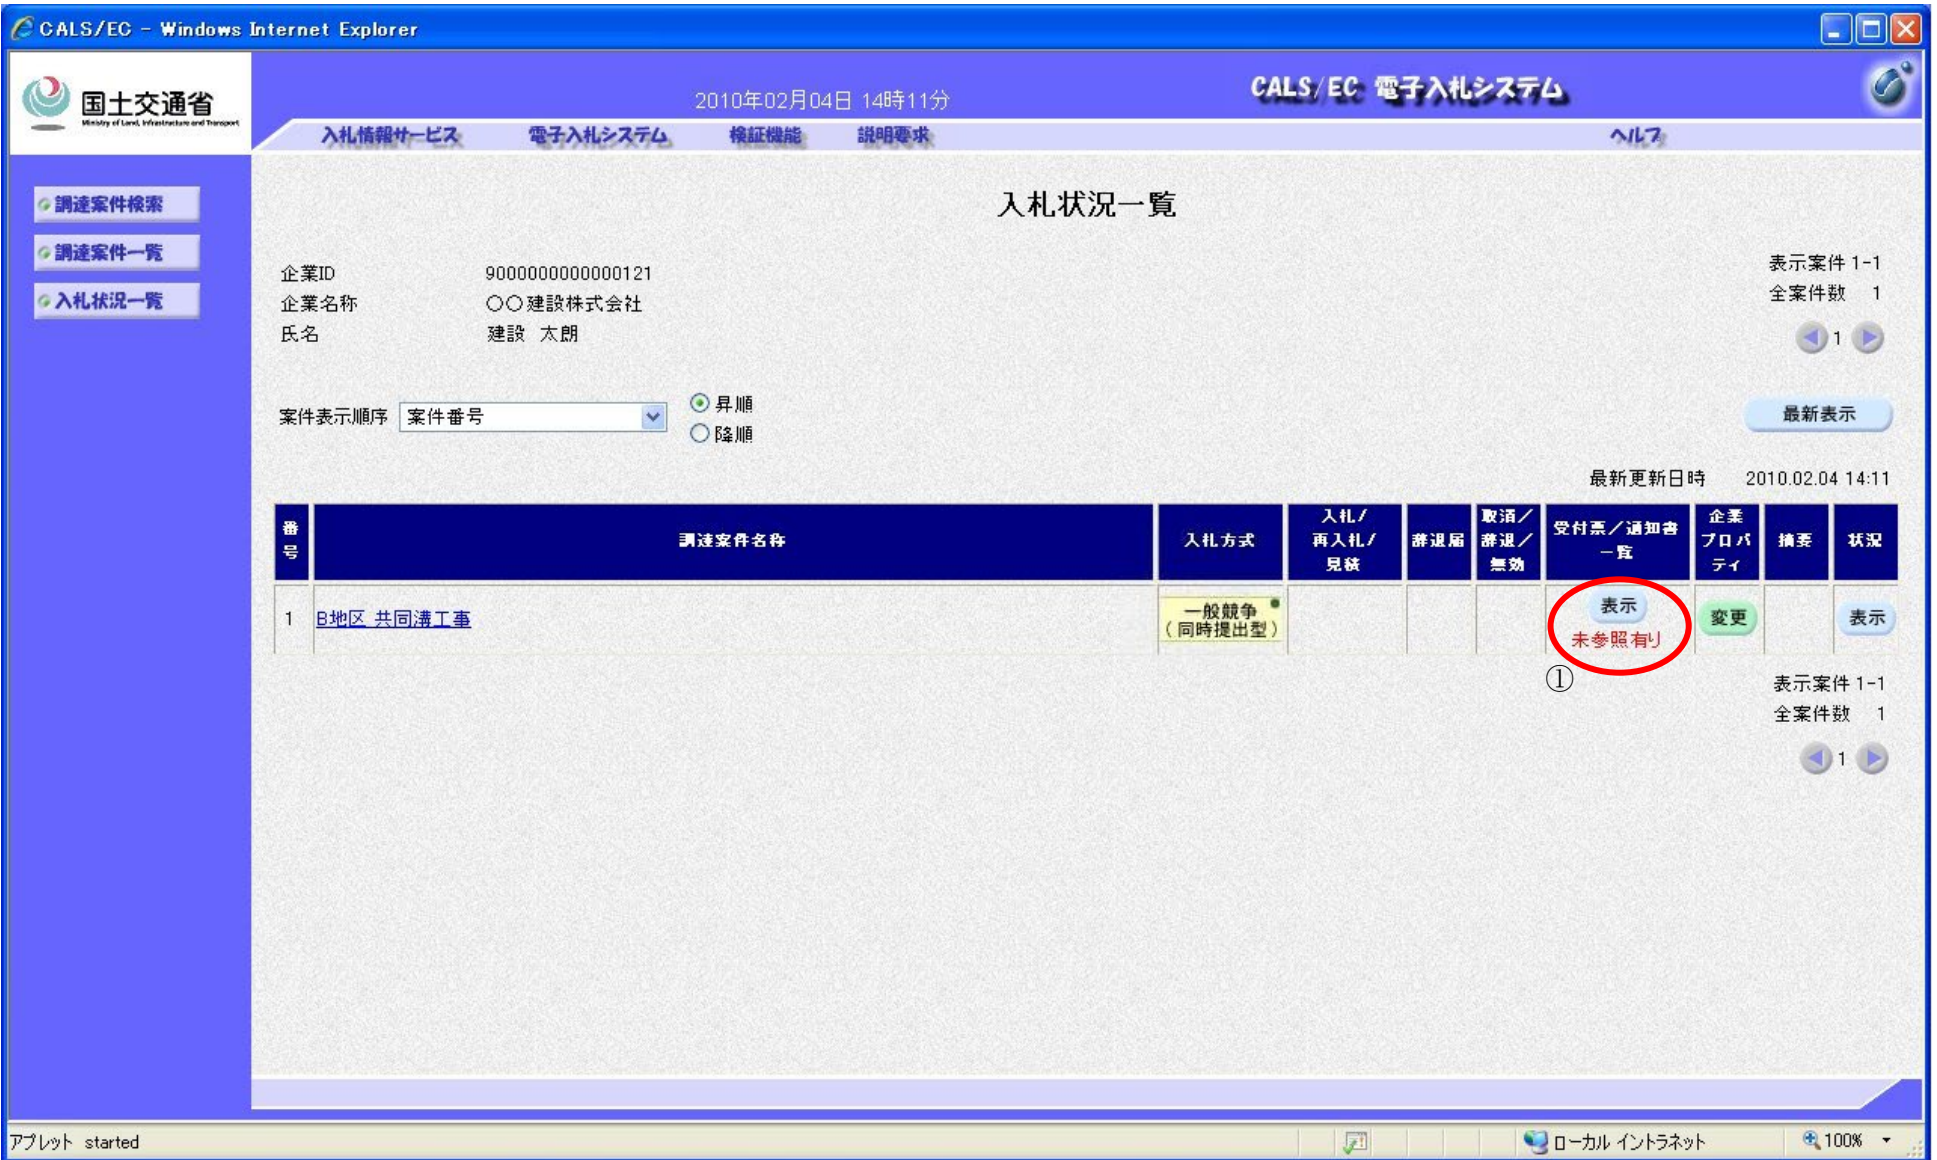 CALS/EC - Windows Internet Explorer
国土交通省
Ministry of Land, Infrastructure and Transport
2010年02月04日 14時11分
CALS/EC 電子入札システム
入札情報サービス 電子入札システム 検証機能 説明要求 ヘルプ
調達案件検索
調達案件一覧
入札状況一覧
入札状況一覧
企業ID 9000000000000121
企業名称 〇〇建設株式会社
氏名 建設 太朗
表示案件 1-1
全案件数 1
1
案件表示順序 案件番号
昇順
降順
最新表示
最新更新日時 2010.02.04 14:11
番号 調達案件名称 入札方式 入札/再入札/見積 辞退届 取消/辞退/無効 受付票/通知書一覧 企業プロパティ 摘要 状況
1 B地区 共同溝工事 一般競争(同時提出型) 表示 変更 表示
未参照有り
①
表示案件 1-1
全案件数 1
1
アプレット started ローカル イントラネット 100%